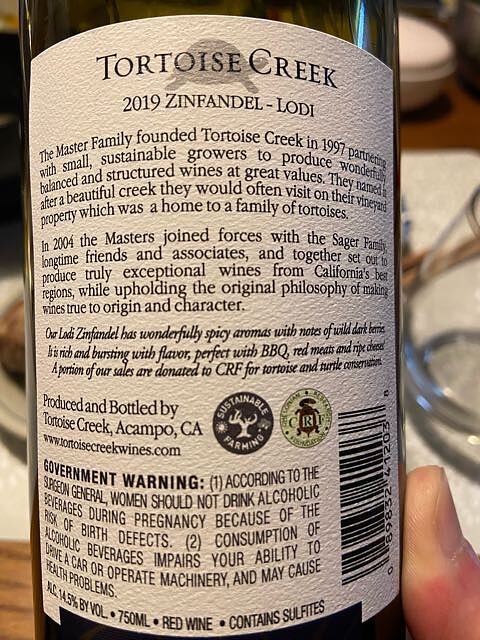 TORTOISE CREEK
2019 ZINFANDEL - LODI
The Master Family founded Tortoise Creek in 1997 partnering
with small, sustainable growers to produce wonderfully
balanced and structured wines at great values. They named it
after a beautiful creek they would often visit on their vineyard
property which was a home to a family of tortoises.
In 2004 the Masters joined forces with the Sager Family,
longtime friends and associates, and together set out to
produce truly exceptional wines from California's best
regions, while upholding the original philosophy of making
wines true to origin and character.
Our Lodi Zinfandel has wonderfully spicy aromas with notes of wild dark berries.
It is rich and bursting with flavor, perfect with BBQ, red meats and ripe cheese.
A portion of our sales are donated to CRF for tortoise and turtle conservation.
Produced and Bottled by
Tortoise Creek, Acampo, CA
www.tortoisecreekwines.com
SUSTAINABLE
FARMING
CRF
GOVERNMENT WARNING: (1) ACCORDING TO THE
SURGEON GENERAL, WOMEN SHOULD NOT DRINK ALCOHOLIC
BEVERAGES DURING PREGNANCY BECAUSE OF THE
RISK OF BIRTH DEFECTS. (2) CONSUMPTION OF
ALCOHOLIC BEVERAGES IMPAIRS YOUR ABILITY TO
DRIVE A CAR OR OPERATE MACHINERY, AND MAY CAUSE
HEALTH PROBLEMS.
ALC. 14.5% BY VOL. • 750ML • RED WINE • CONTAINS SULFITES
0 89832 41203 8